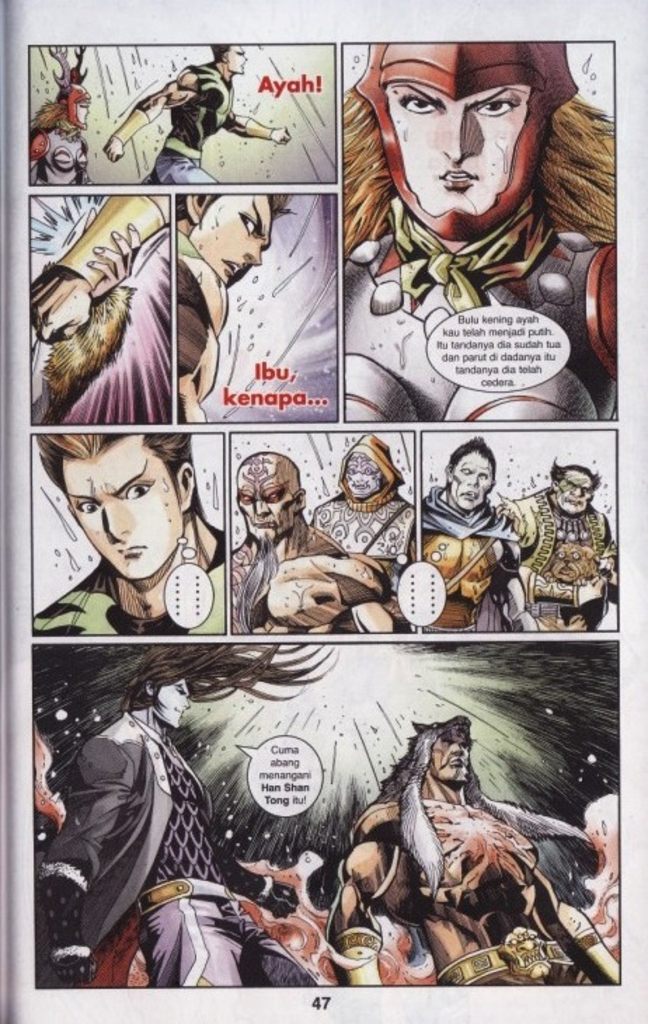 Ayah!
Bulu kening ayah
kau telah menjadi putih.
Itu tandanya dia sudah tua
dan parut di dadanya itu
tandanya dia telah
cedera.
Ibu,
kenapa...
Cuma
abang
menangani
Han Shan
Tong itu!
47